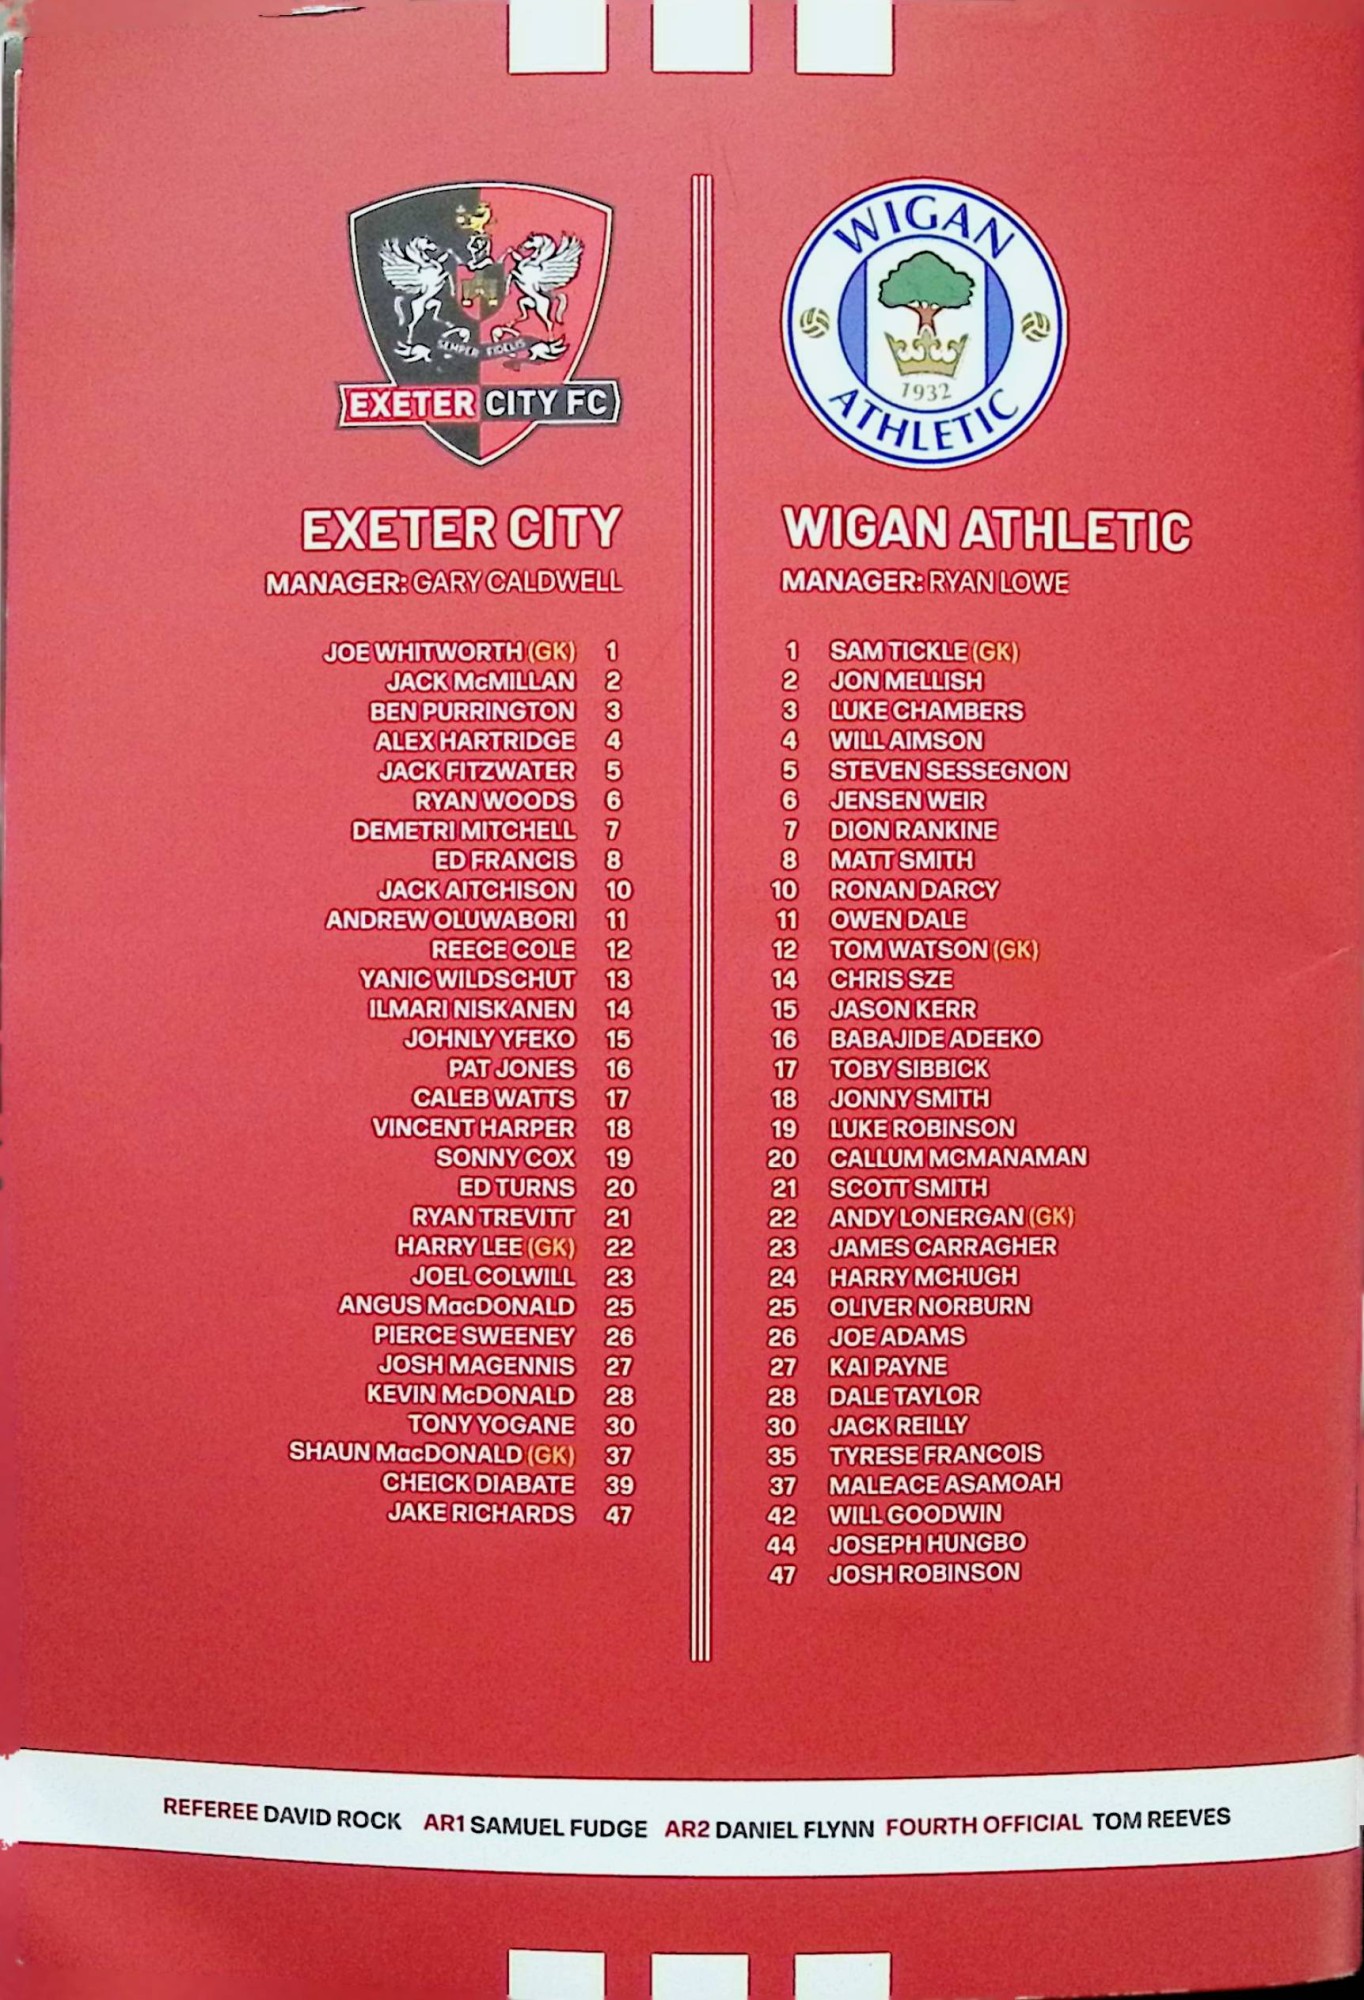 SEMPER FIDELIS
EXETER CITY FC
EXETER CITY
MANAGER: GARY CALDWELL
JOE WHITWORTH (GK) 1
JACK McMILLAN 2
BEN PURRINGTON 3
ALEX HARTRIDGE 4
JACK FITZWATER 5
RYAN WOODS 6
DEMETRI MITCHELL 7
ED FRANCIS 8
JACK AITCHISON 10
ANDREW OLUWABORI 11
REECE COLE 12
YANIC WILDSCHUT 13
ILMARI NISKANEN 14
JOHNLY YFEKO 15
PAT JONES 16
CALEB WATTS 17
VINCENT HARPER 18
SONNY COX 19
ED TURNS 20
RYAN TREVITT 21
HARRY LEE (GK) 22
JOEL COLWILL 23
ANGUS MacDONALD 25
PIERCE SWEENEY 26
JOSH MAGENNIS 27
KEVIN McDONALD 28
TONY YOGANE 30
SHAUN MacDONALD (GK) 37
CHEICK DIABATE 39
JAKE RICHARDS 47
WIGAN
1932
ATHLETIC
WIGAN ATHLETIC
MANAGER: RYAN LOWE
1 SAM TICKLE (GK)
2 JON MELLISH
3 LUKE CHAMBERS
4 WILL AIMSON
5 STEVEN SESSEGNON
6 JENSEN WEIR
7 DION RANKINE
8 MATT SMITH
10 RONAN DARCY
11 OWEN DALE
12 TOM WATSON (GK)
14 CHRIS SZE
15 JASON KERR
16 BABAJIDE ADEEKO
17 TOBY SIBBICK
18 JONNY SMITH
19 LUKE ROBINSON
20 CALLUM MCMANAMAN
21 SCOTT SMITH
22 ANDY LONERGAN (GK)
23 JAMES CARRAGHER
24 HARRY MCHUGH
25 OLIVER NORBURN
26 JOE ADAMS
27 KAI PAYNE
28 DALE TAYLOR
30 JACK REILLY
35 TYRESE FRANCOIS
37 MALEACE ASAMOAH
42 WILL GOODWIN
44 JOSEPH HUNGBO
47 JOSH ROBINSON
REFEREE DAVID ROCK AR1 SAMUEL FUDGE AR2 DANIEL FLYNN FOURTH OFFICIAL TOM REEVES